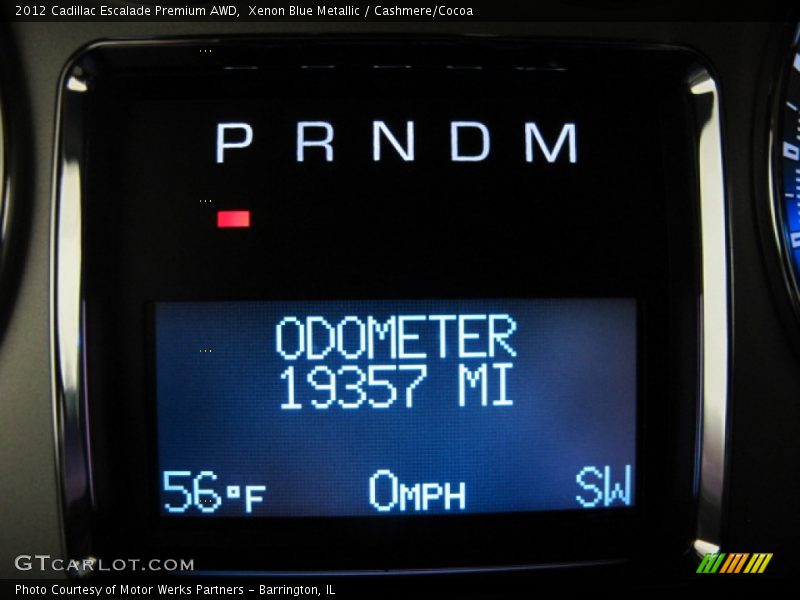 2012 Cadillac Escalade Premium AWD,  Xenon Blue Metallic / Cashmere/Cocoa
P R N D M
ODOMETER
19357 MI
56°F 0MPH SW
GTCARLOT.COM
Photo Courtesy of Motor Werks Partners - Barrington, IL